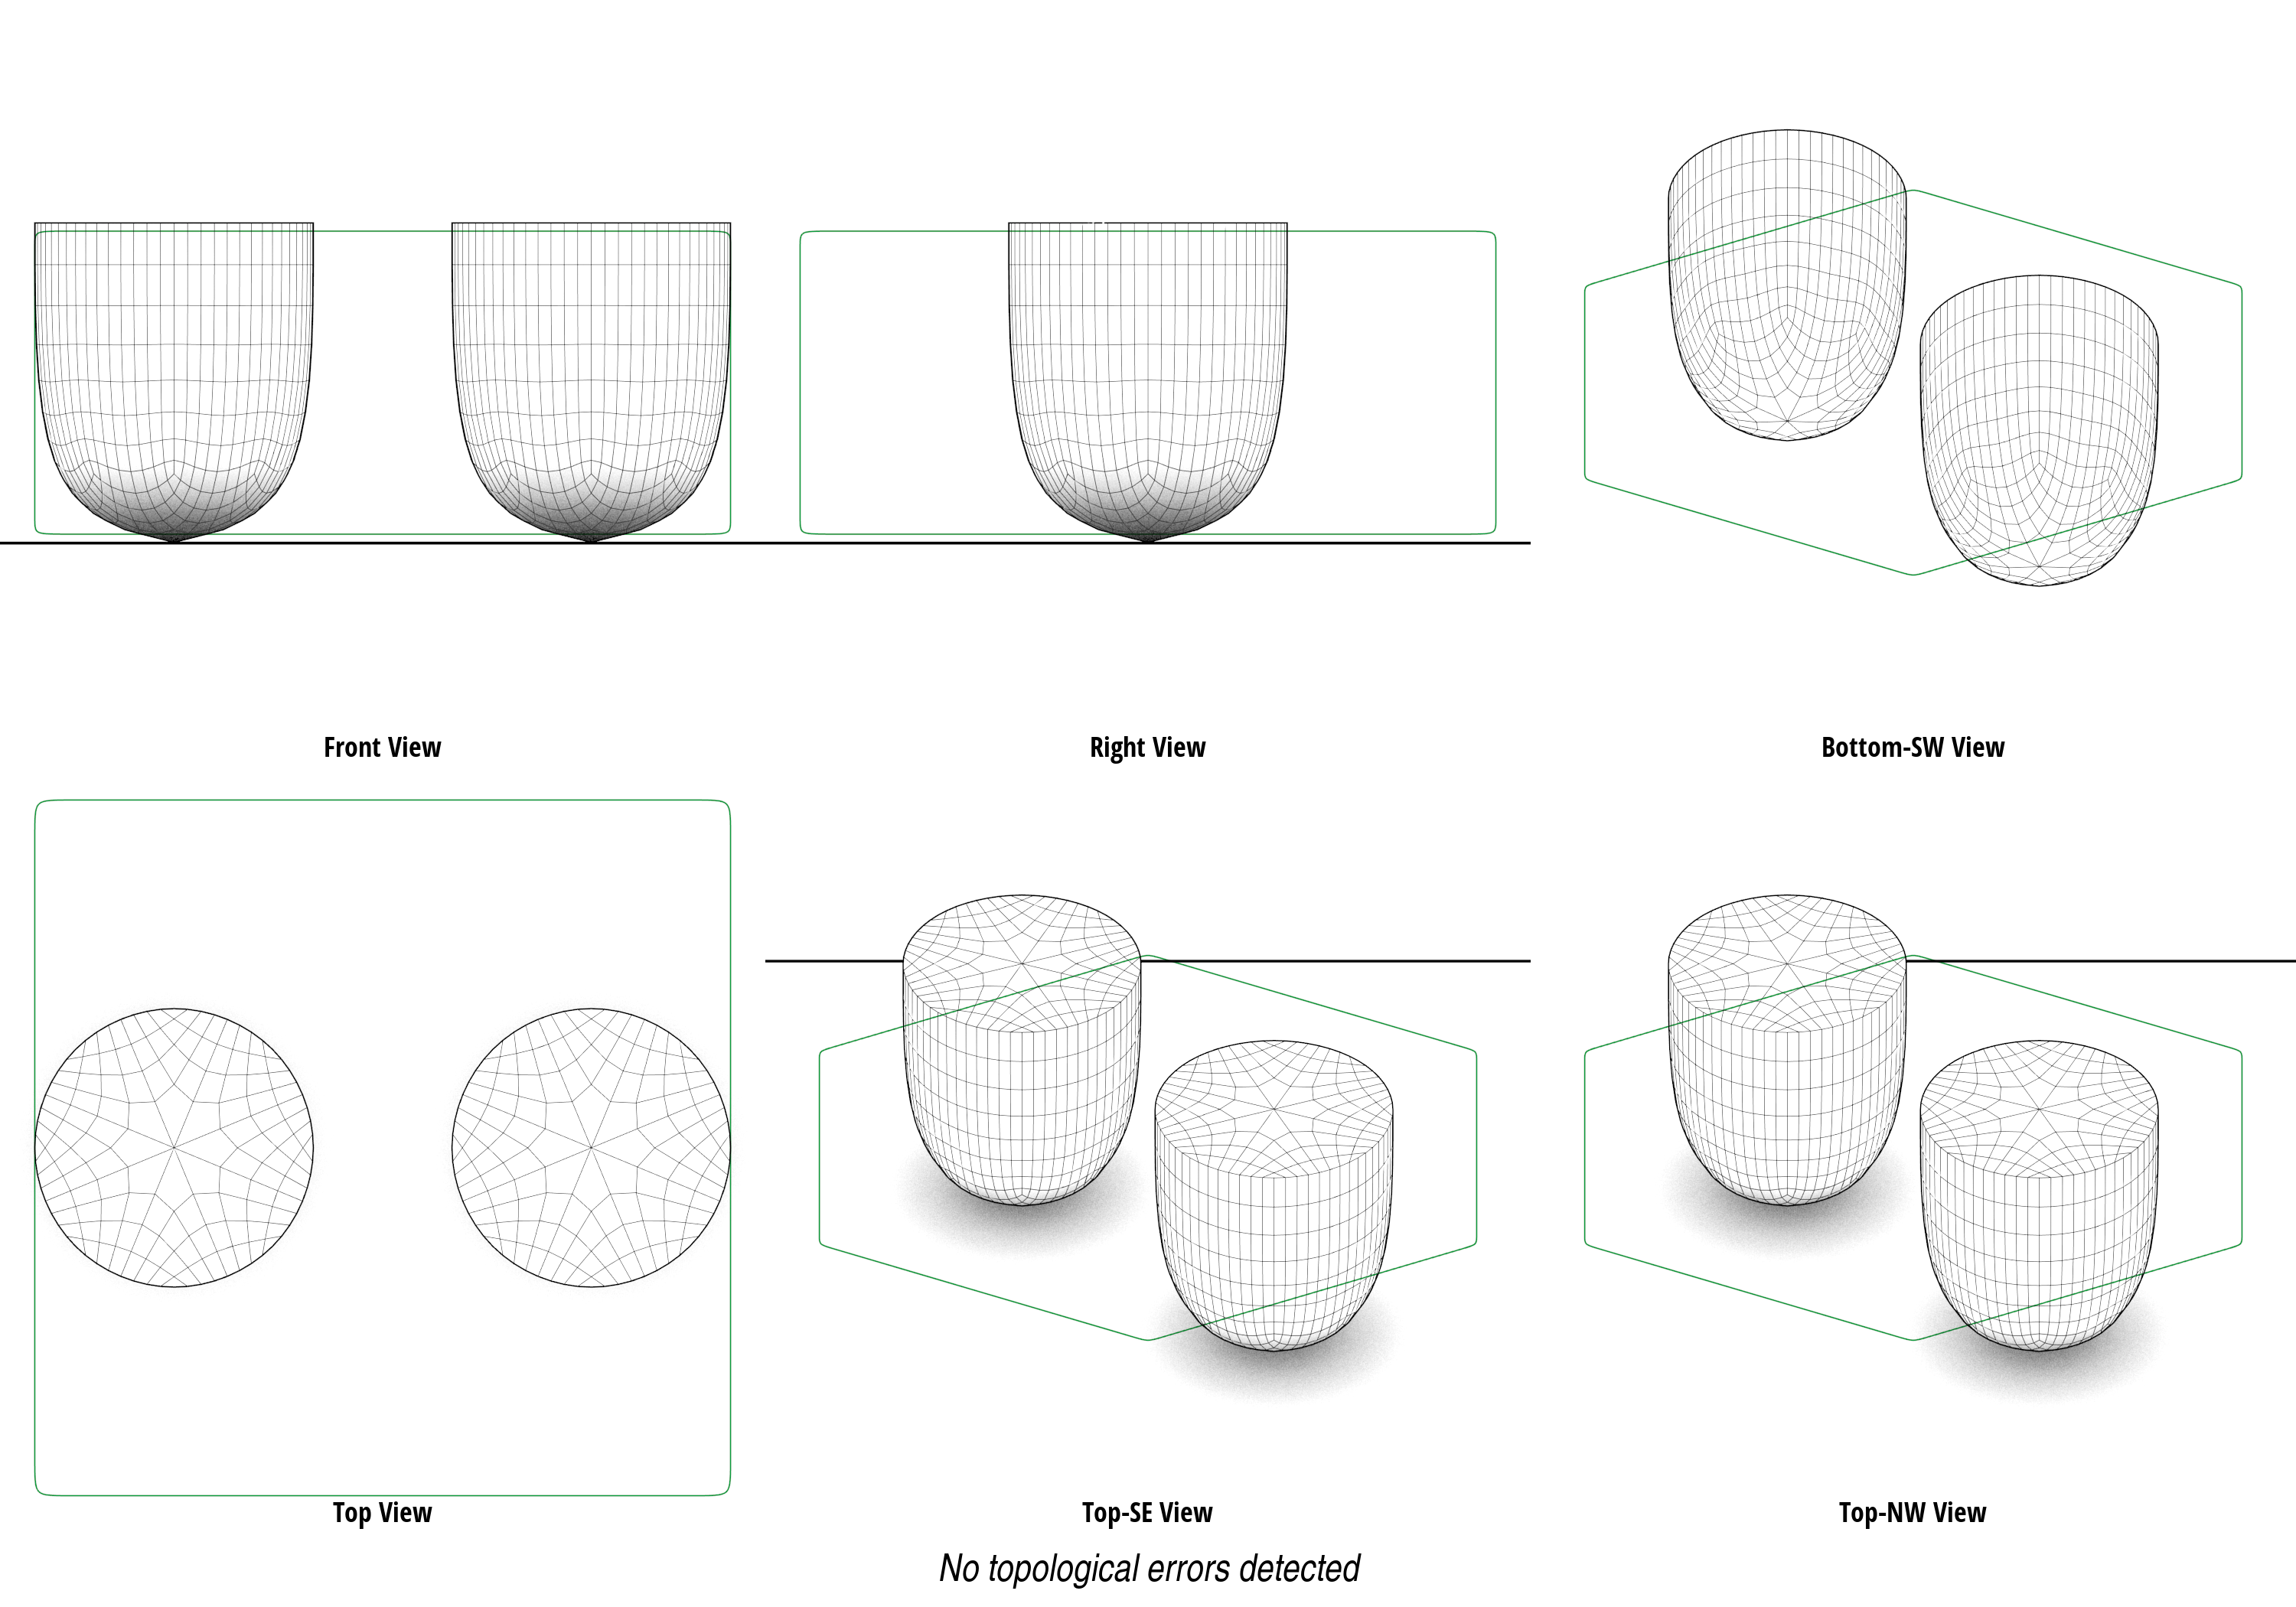 Front View
Right View
Bottom-SW View
Top View
Top-SE View
Top-NW View
No topological errors detected